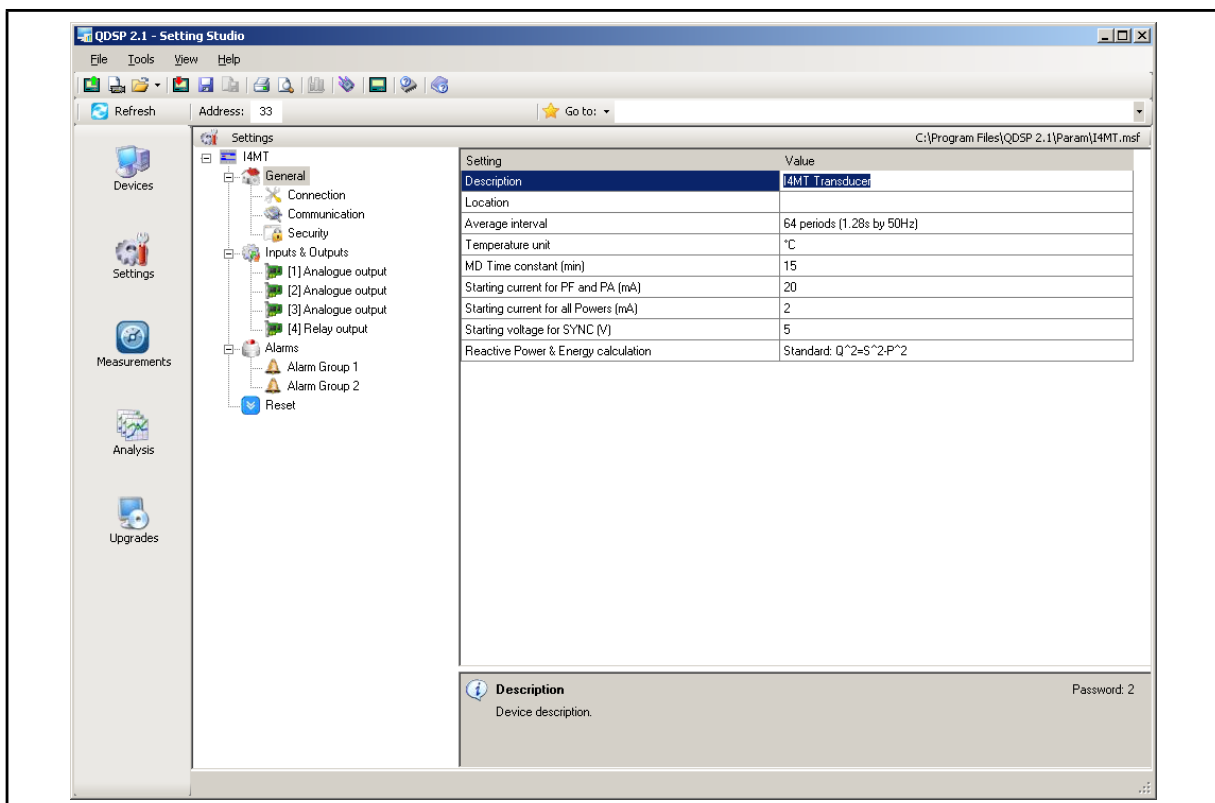 QDSP 2.1 - Setting Studio
File Tools View Help
Refresh Address: 33 Go to:
Settings C:\Program Files\QDSP 2.1\Param\I4MT.msf
Devices
Settings
Measurements
Analysis
Upgrades
I4MT
General
Connection
Communication
Security
Inputs & Outputs
[1] Analogue output
[2] Analogue output
[3] Analogue output
[4] Relay output
Alarms
Alarm Group 1
Alarm Group 2
Reset
Setting Value
Description I4MT Transducer
Location
Average interval 64 periods (1.28s by 50Hz)
Temperature unit °C
MD Time constant (min) 15
Starting current for PF and PA (mA) 20
Starting current for all Powers (mA) 2
Starting voltage for SYNC (V) 5
Reactive Power & Energy calculation Standard: Q^2=S^2-P^2
Description Password: 2
Device description.